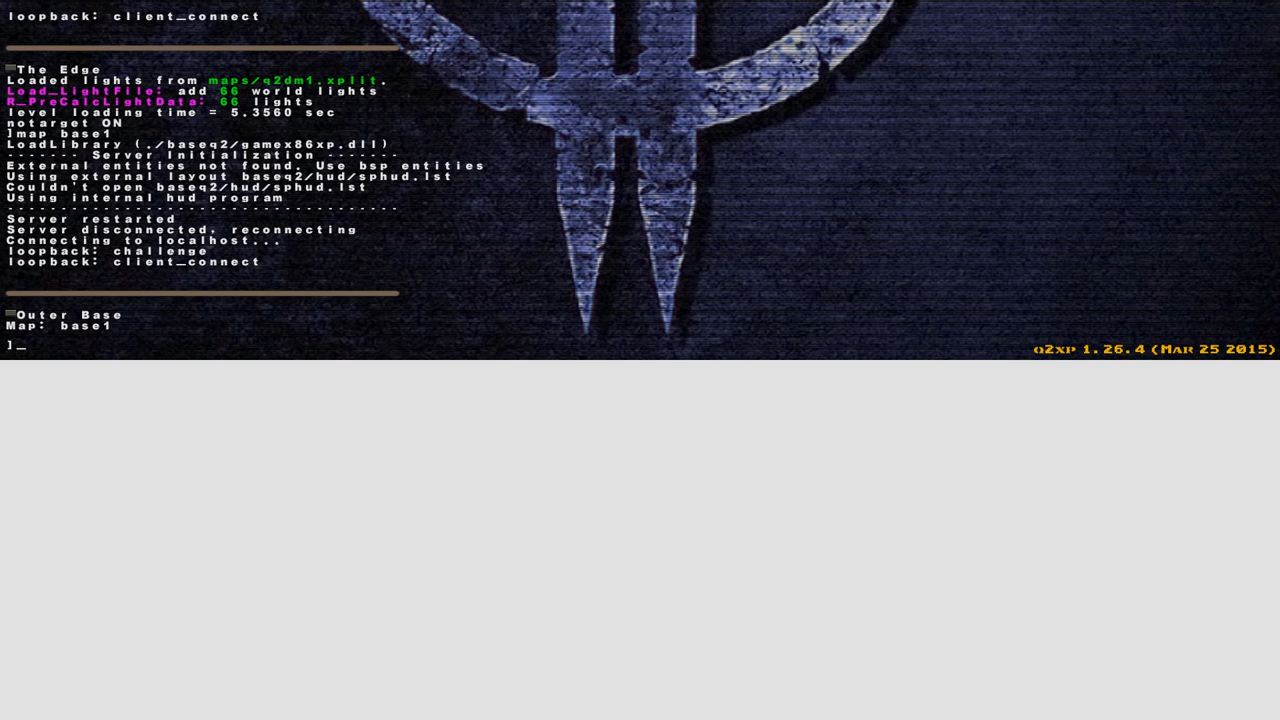 loopback: client_connect
The Edge
Loaded lights from maps/q2dm1.xplit.
Load_LightFile: add 66 world lights
R_PreCalcLightData: 66 lights
level loading time = 5.3560 sec
notarget ON
]map base1
LoadLibrary (./baseq2/gamex86xp.dll)
------- Server Initialization -------
External entities not found. Use bsp entities
Using external layout baseq2/hud/sphud.lst
Couldn't open baseq2/hud/sphud.lst
Using internal hud program
-------------------------------------
Server restarted
Server disconnected, reconnecting
Connecting to localhost...
loopback: challenge
loopback: client_connect
Outer Base
Map: base1
]_
q2xp 1.26.4 (Mar 25 2015)